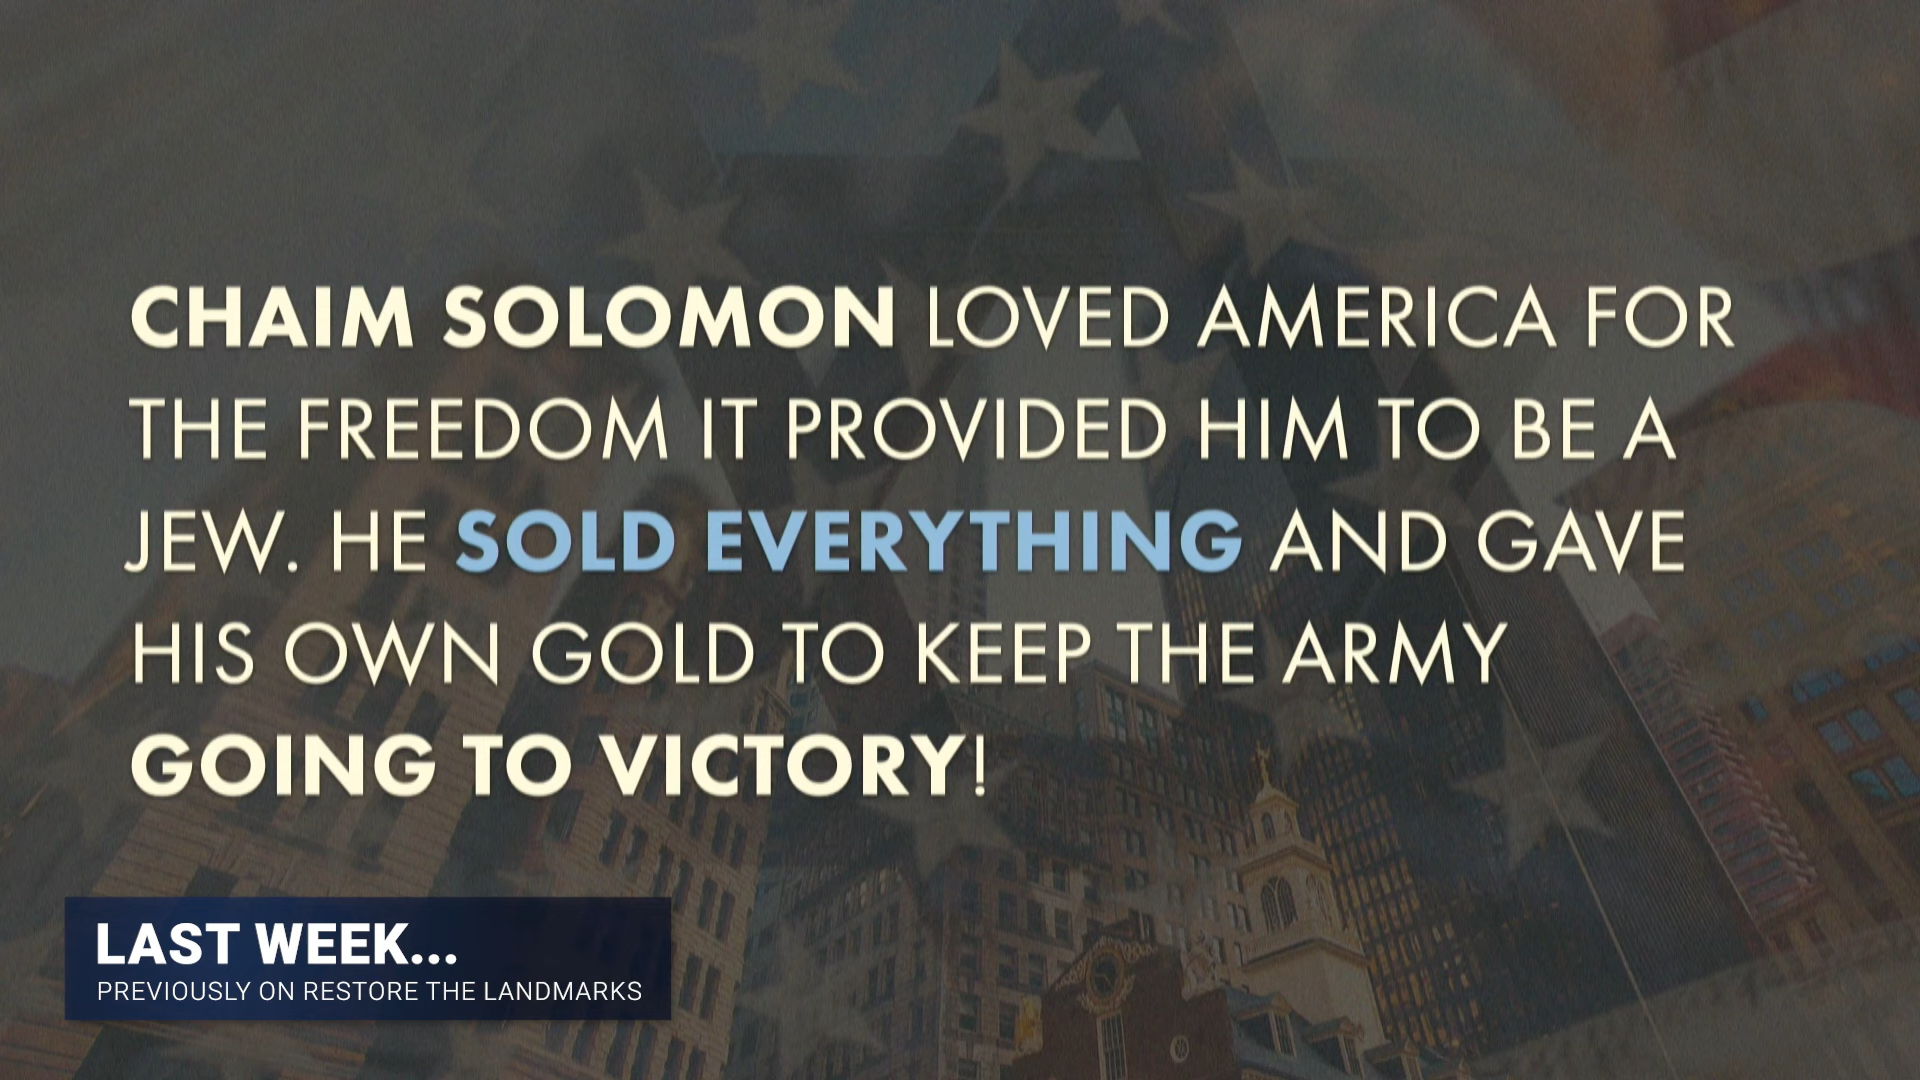 CHAIM SOLOMON LOVED AMERICA FOR
THE FREEDOM IT PROVIDED HIM TO BE A
JEW. HE SOLD EVERYTHING AND GAVE
HIS OWN GOLD TO KEEP THE ARMY
GOING TO VICTORY!
LAST WEEK...
PREVIOUSLY ON RESTORE THE LANDMARKS